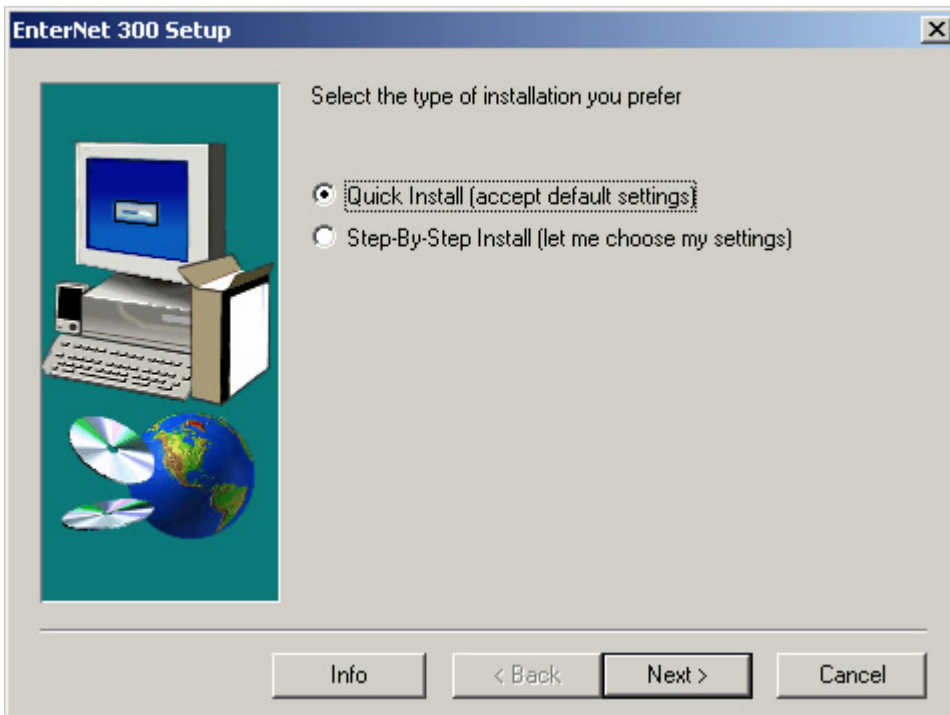 EnterNet 300 Setup
Select the type of installation you prefer
Quick Install (accept default settings)
Step-By-Step Install (let me choose my settings)
Info
< Back
Next >
Cancel